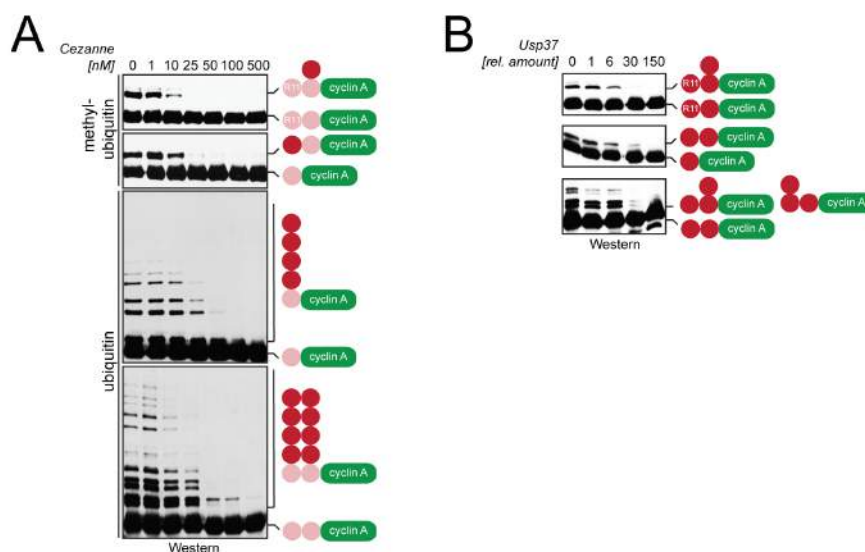 A
Cezanne
[nM]
0 1 10 25 50 100 500
methyl-
ubiquitin
R11 cyclin A
R11 cyclin A
cyclin A
cyclin A
ubiquitin
cyclin A
cyclin A
cyclin A
cyclin A
Western
B
Usp37
[rel. amount]
0 1 6 30 150
R11 cyclin A
R11 cyclin A
cyclin A
cyclin A
cyclin A cyclin A
cyclin A
Western